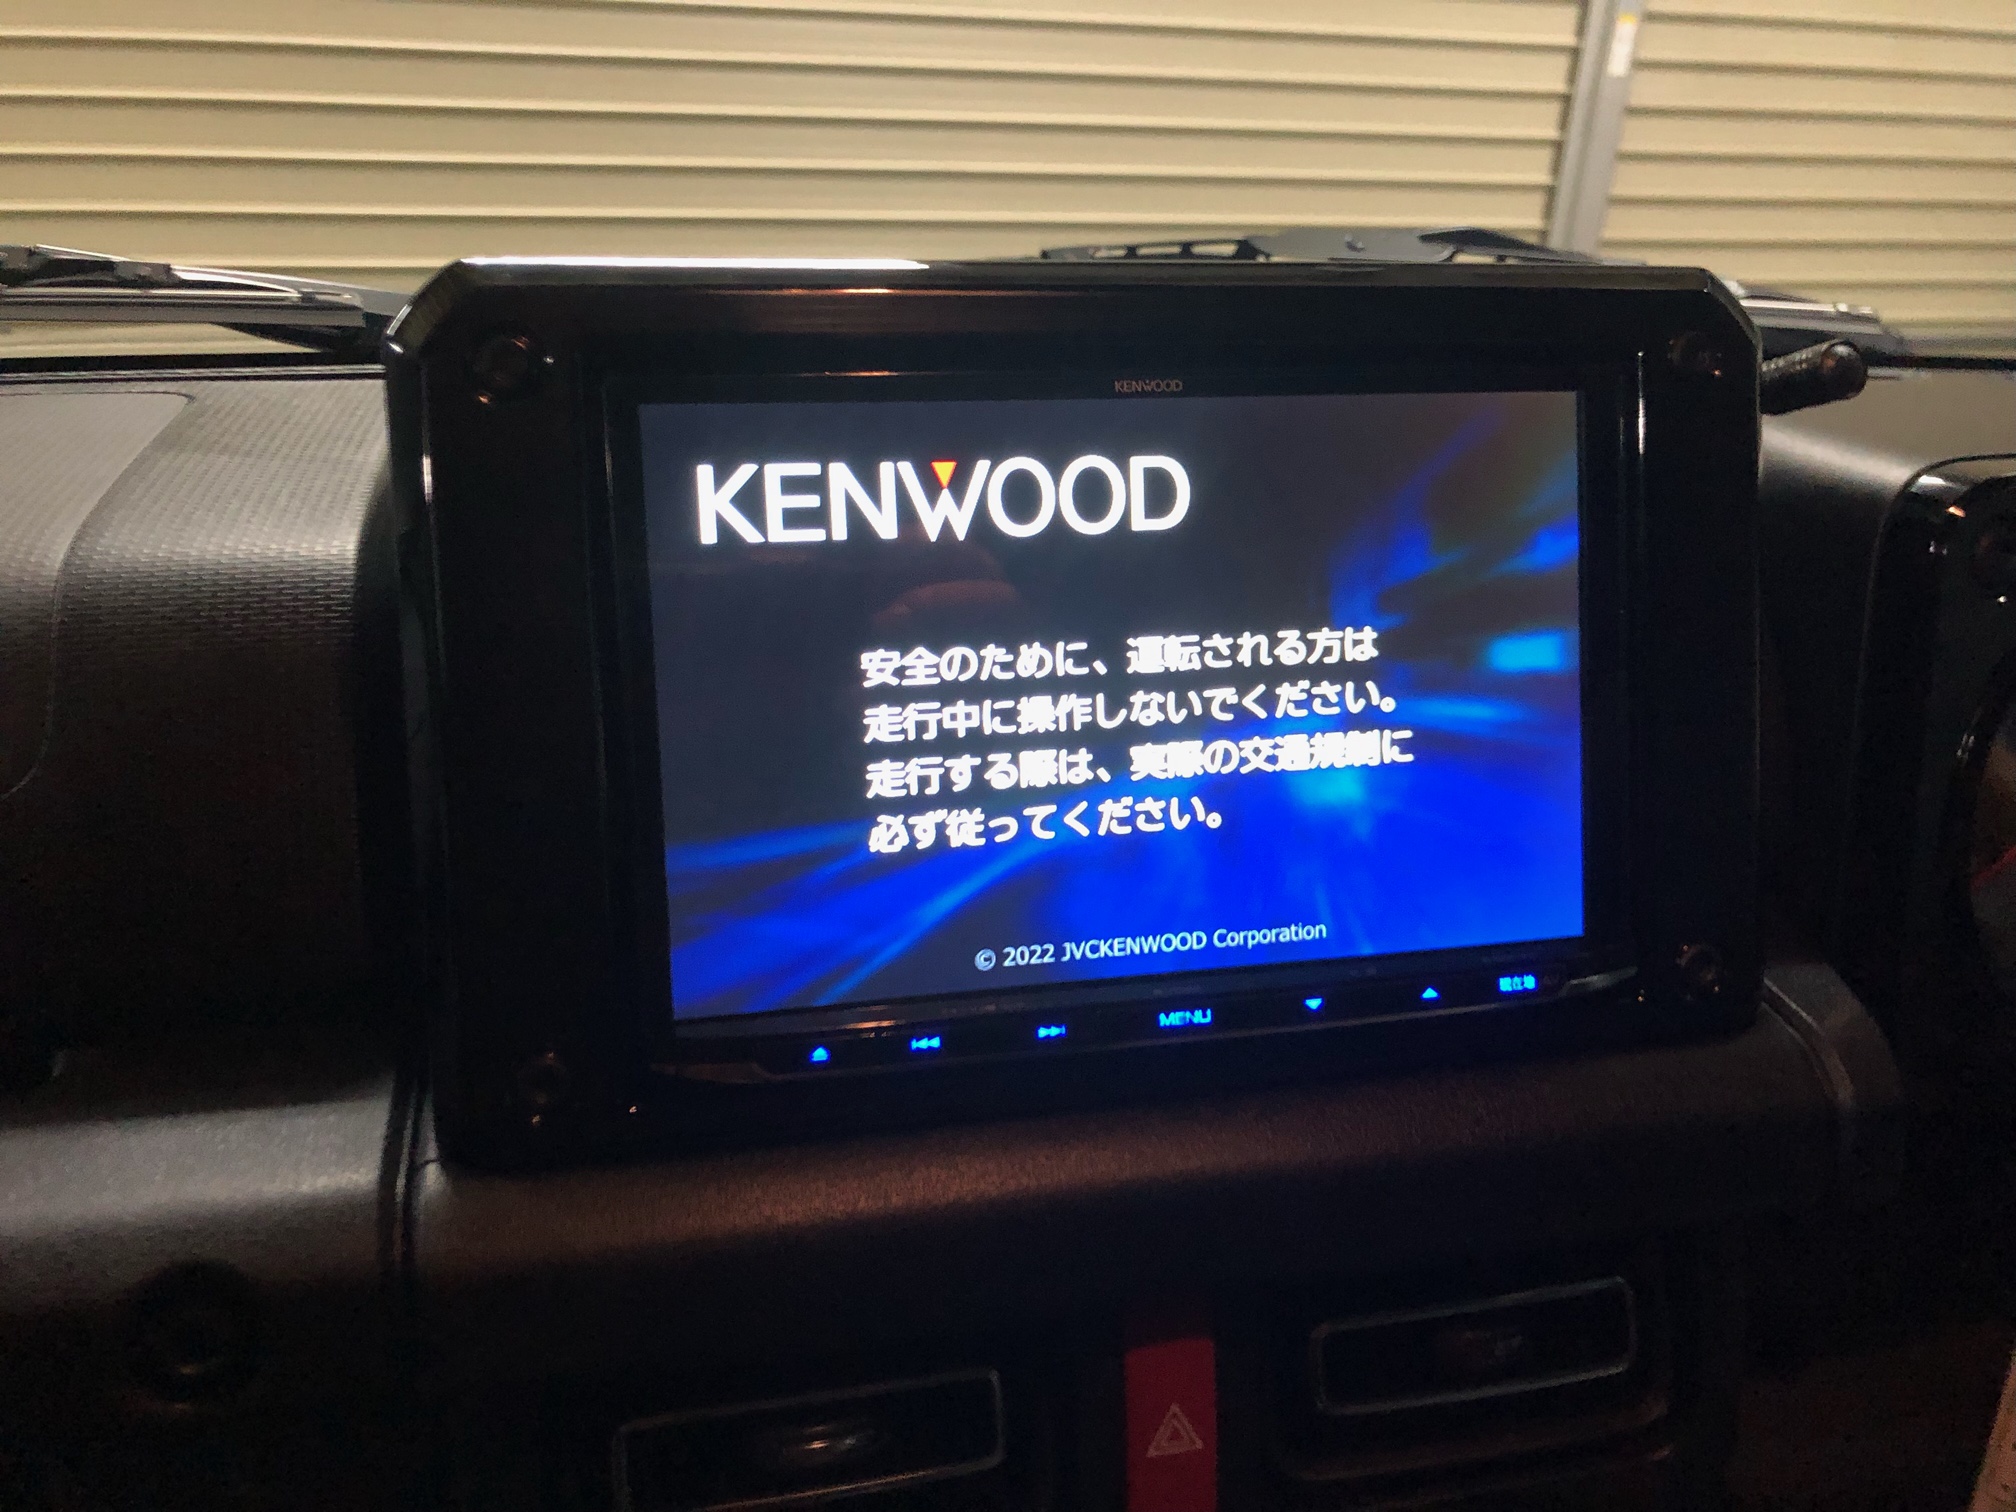 KENWOOD
KENWOOD
安全のために、運転される方は
走行中に操作しないでください。
走行する際は、実際の交通規制に
必ず従ってください。
© 2022 JVCKENWOOD Corporation
MENU
現在地